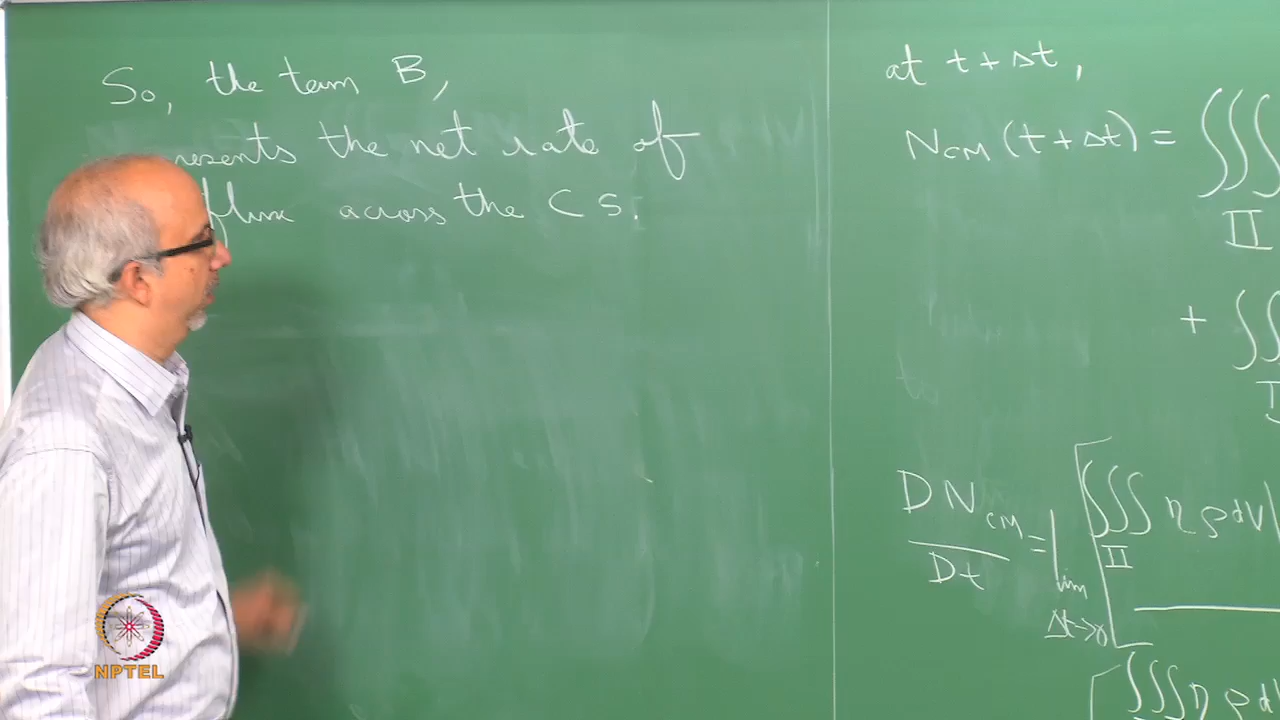 So, the term B,
resents the net rate of
flux across the CS.
at t + Δt,
N_CM (t + Δt) = ∭
II
+ ∬
I
DN_CM / Dt = lim Δt→0 [ ∭ η ρ dV
II
∭ η ρ d
NPTEL